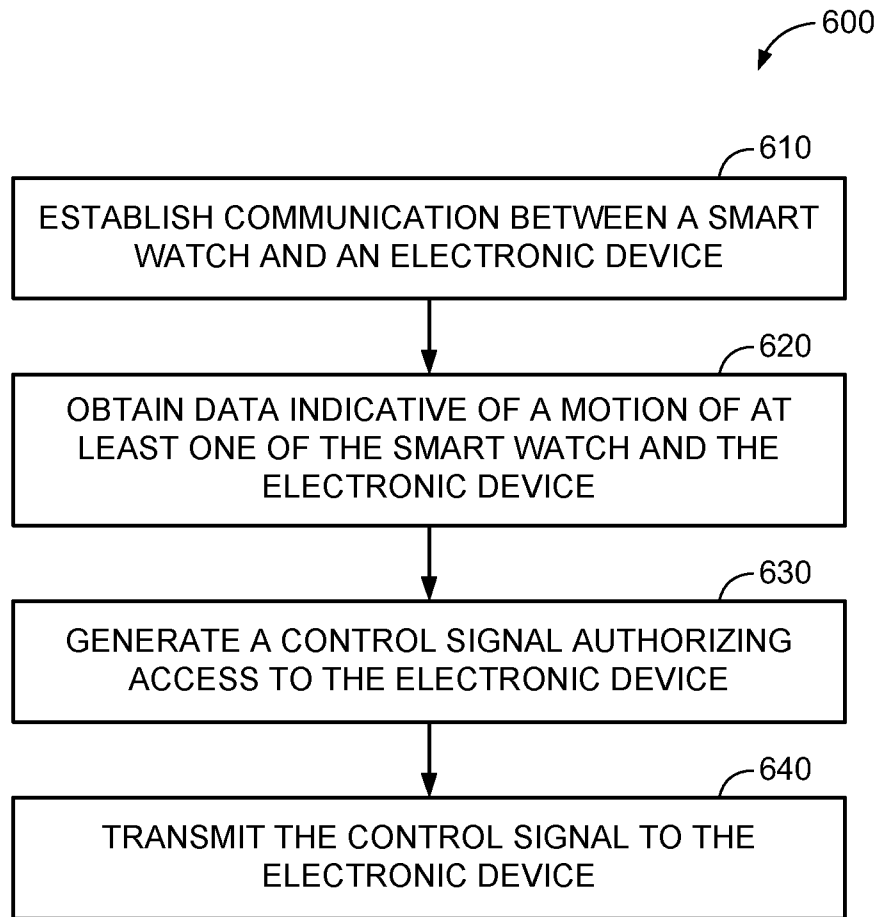 600
610
ESTABLISH COMMUNICATION BETWEEN A SMART
WATCH AND AN ELECTRONIC DEVICE
620
OBTAIN DATA INDICATIVE OF A MOTION OF AT
LEAST ONE OF THE SMART WATCH AND THE
ELECTRONIC DEVICE
630
GENERATE A CONTROL SIGNAL AUTHORIZING
ACCESS TO THE ELECTRONIC DEVICE
640
TRANSMIT THE CONTROL SIGNAL TO THE
ELECTRONIC DEVICE